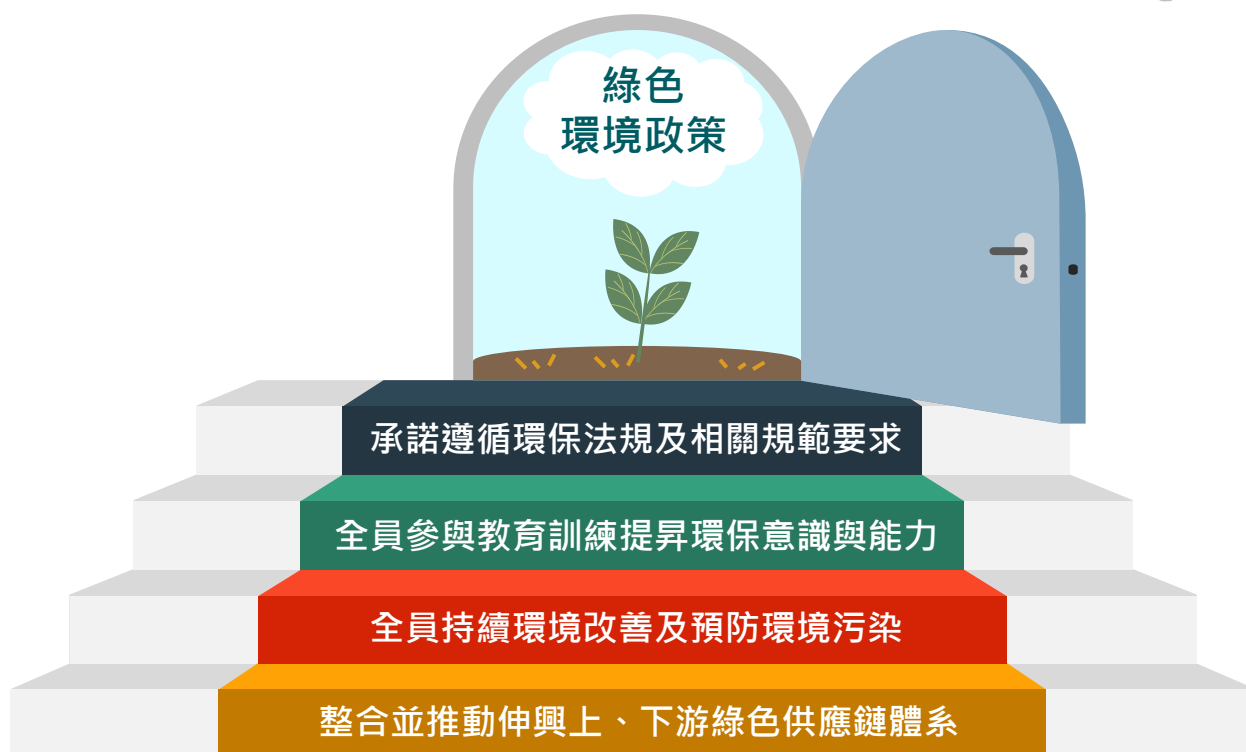 綠色
環境政策
承諾遵循環保法規及相關規範要求
全員參與教育訓練提昇環保意識與能力
全員持續環境改善及預防環境污染
整合並推動伸興上、下游綠色供應鏈體系